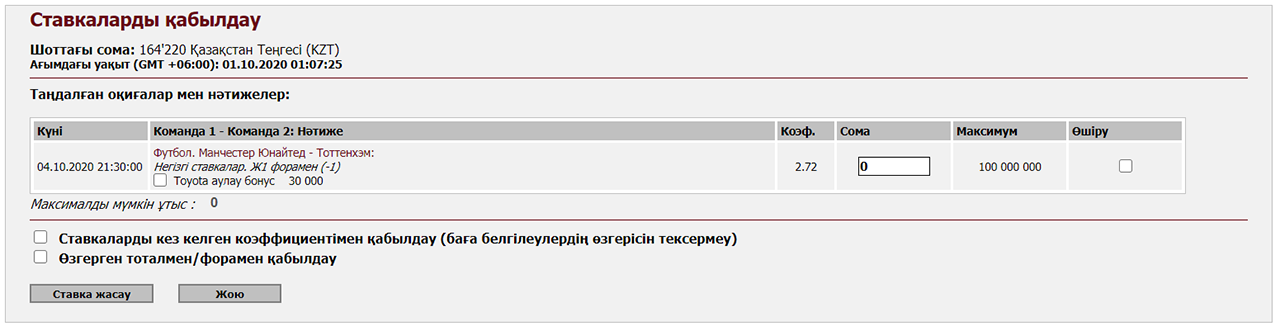 Ставкаларды қабылдау
Шоттағы сома: 164'220 Қазақстан Теңгесі (KZT)
Ағымдағы уақыт (GMT +06:00): 01.10.2020 01:07:25
Таңдалған оқиғалар мен нәтижелер:
Күні Команда 1 - Команда 2: Нәтиже Коэф. Сома Максимум Өшіру
04.10.2020 21:30:00 Футбол. Манчестер Юнайтед - Тоттенхэм: 2.72 0 100 000 000
Негізгі ставкалар. Ж1 форамен (-1)
Toyota аулау бонус 30 000
Максималды мүмкін ұтыс : 0
Ставкаларды кез келген коэффициентімен қабылдау (баға белгілеулердің өзгерісін тексермеу)
Өзгерген тоталмен/форамен қабылдау
Ставка жасау Жою